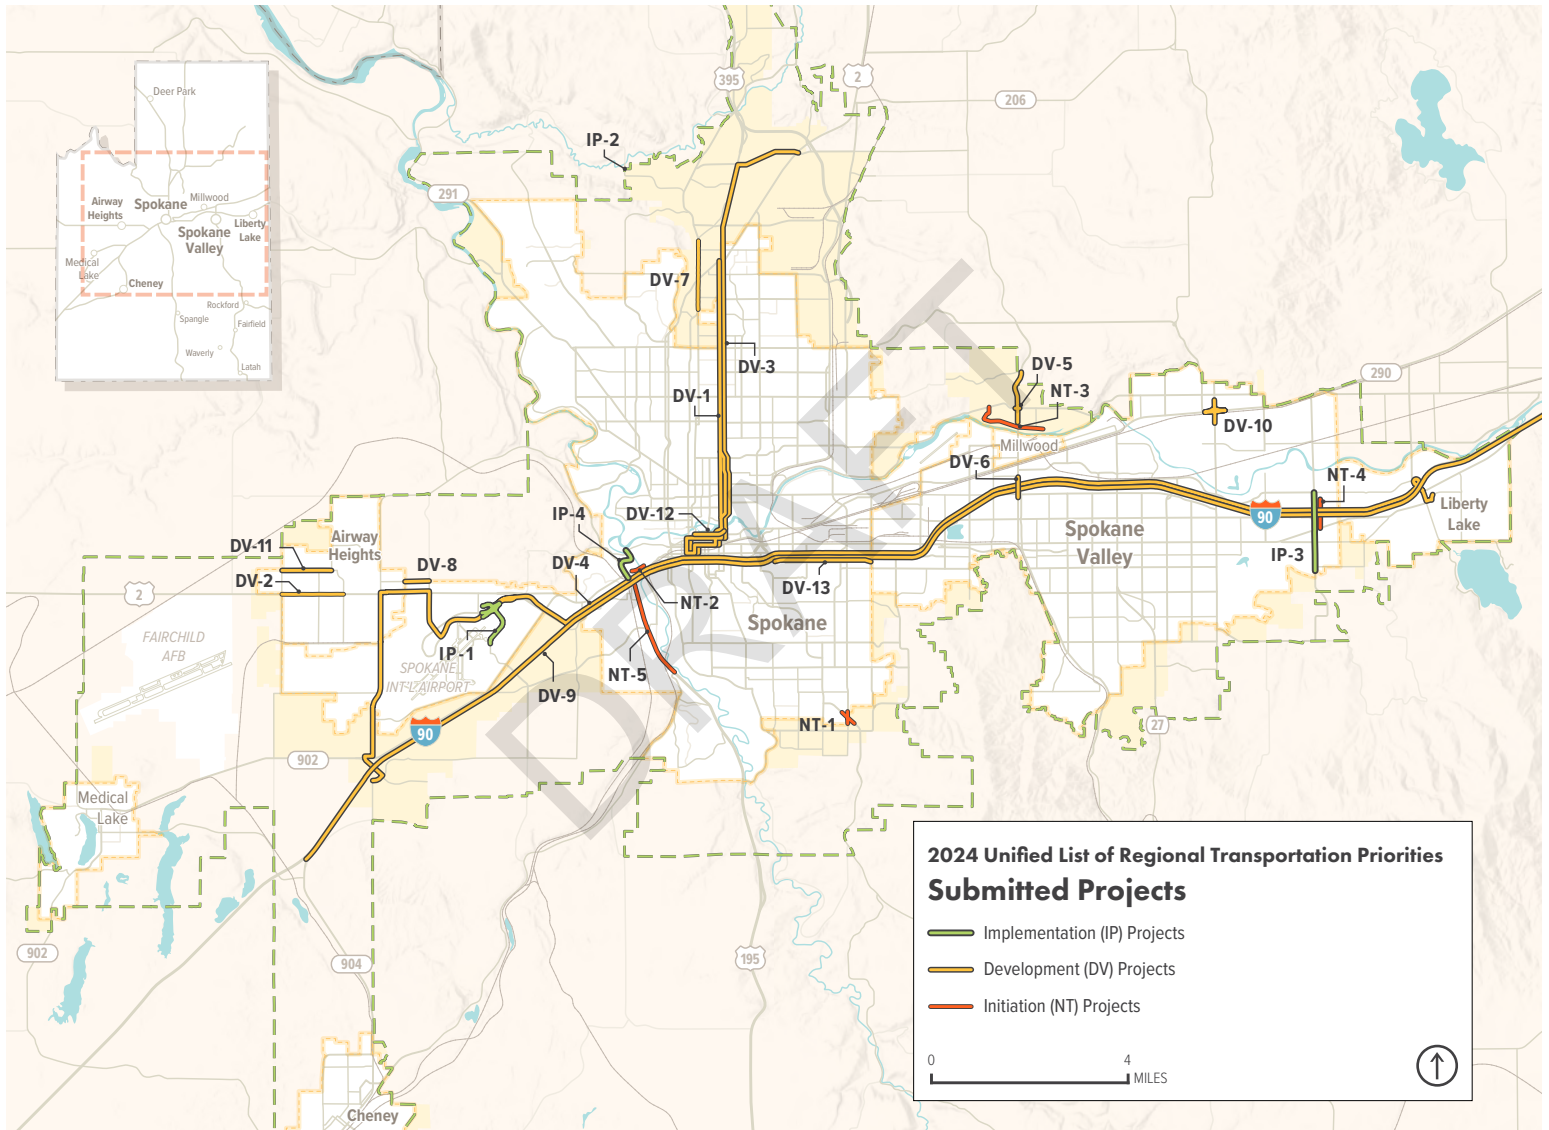 395
2
206
IP-2
291
Deer Park
Airway
Heights
Spokane
Millwood
Spokane
Valley
Liberty
Lake
Medical
Lake
Cheney
Rockford
Spangle
Fairfield
Waverly
Latah
DV-7
DV-3
DV-1
DV-5
NT-3
290
DV-10
Millwood
DV-6
NT-4
Liberty
Lake
90
IP-3
Spokane
Valley
IP-4
DV-12
Airway
Heights
DV-11
DV-2
DV-8
DV-4
DV-13
NT-2
Spokane
2
FAIRCHILD
AFB
IP-1
SPOKANE
INT'L AIRPORT
NT-5
DV-9
NT-1
27
90
902
Medical
Lake
DRAFT
902
904
195
Cheney
2024 Unified List of Regional Transportation Priorities
Submitted Projects
Implementation (IP) Projects
Development (DV) Projects
Initiation (NT) Projects
0 4
MILES